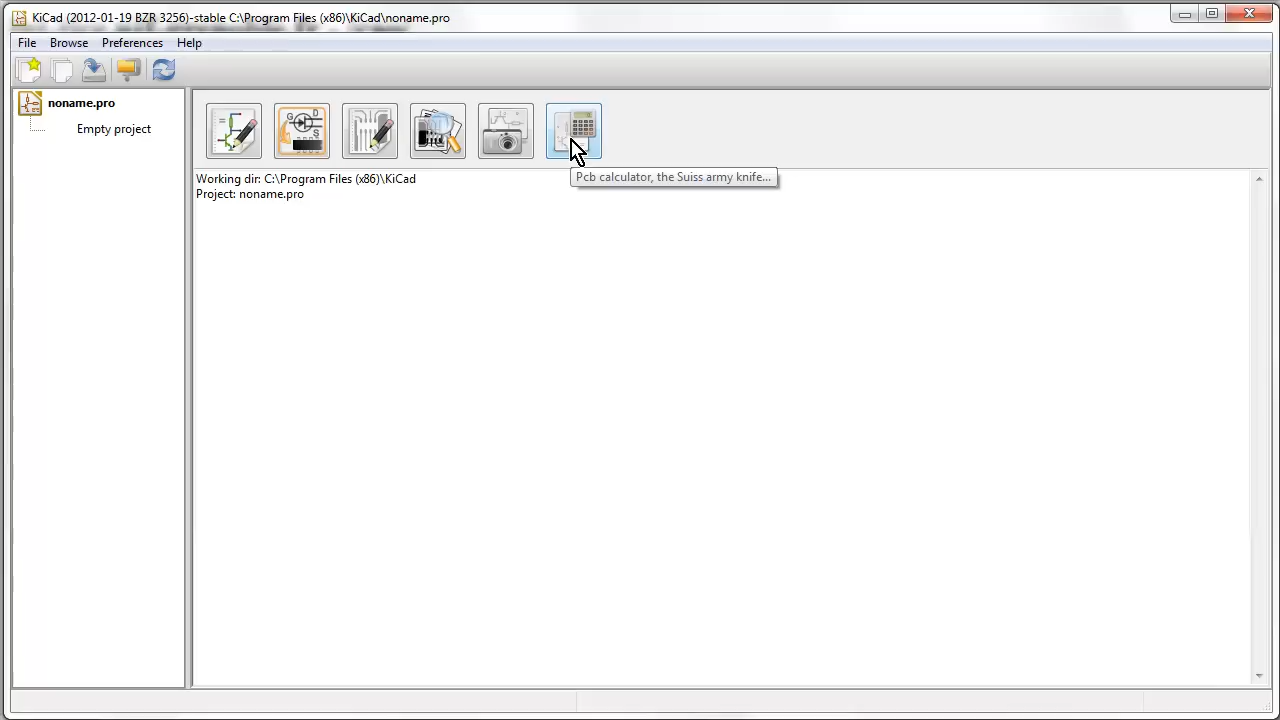 KiCad (2012-01-19 BZR 3256)-stable C:\Program Files (x86)\KiCad\noname.pro
File Browse Preferences Help
noname.pro
Empty project
G D
S
Pcb calculator, the Suiss army knife...
Working dir: C:\Program Files (x86)\KiCad
Project: noname.pro